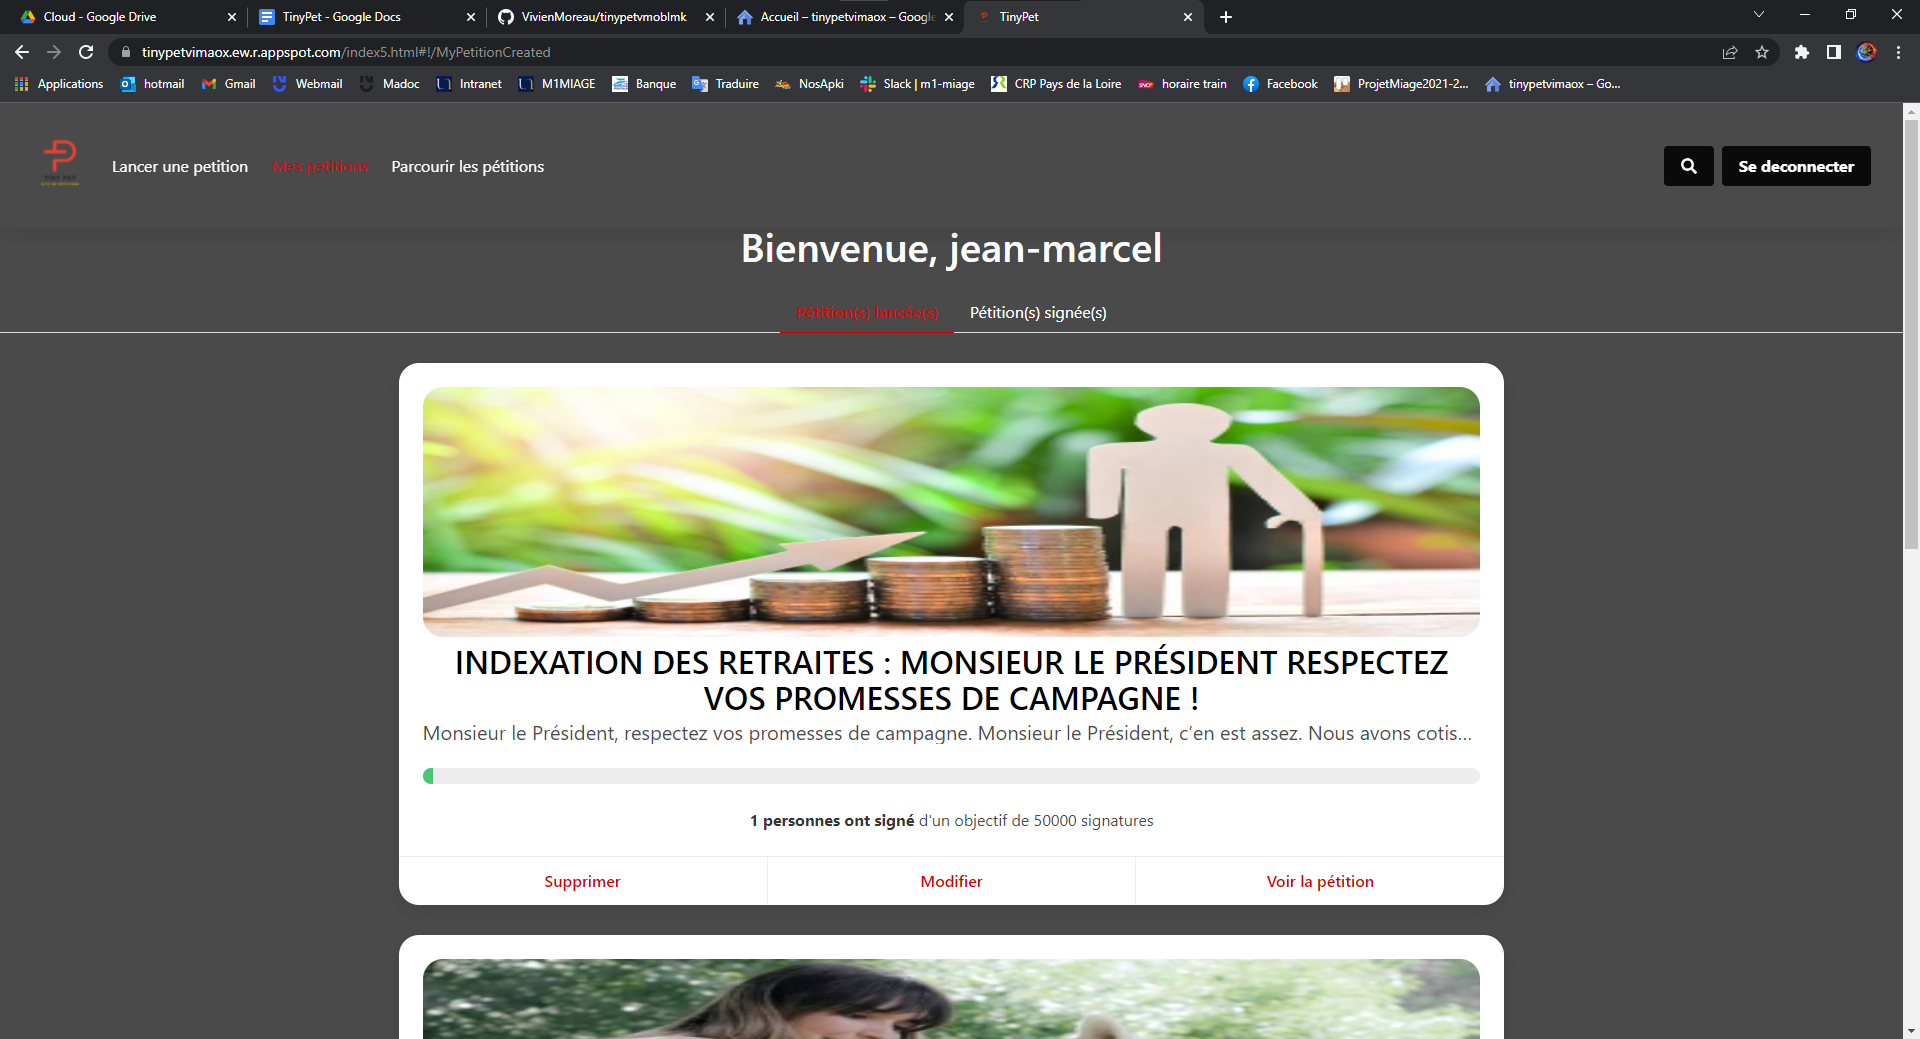 Cloud - Google Drive
TinyPet - Google Docs
VivienMoreau/tinypetvmoblmk
Accueil – tinypetvimaox – Google
TinyPet
tinypetvimaox.ew.r.appspot.com/index5.html#!/MyPetitionCreated
Applications
hotmail
Gmail
Webmail
Madoc
Intranet
M1MIAGE
Banque
Traduire
NosApki
Slack | m1-miage
CRP Pays de la Loire
horaire train
Facebook
ProjetMiage2021-2...
tinypetvimaox – Go...
TINY PET
SITE DE PÉTITIONS
Lancer une petition
Mes petitions
Parcourir les pétitions
Se deconnecter
Bienvenue, jean-marcel
Pétition(s) lancée(s)
Pétition(s) signée(s)
INDEXATION DES RETRAITES : MONSIEUR LE PRÉSIDENT RESPECTEZ
VOS PROMESSES DE CAMPAGNE !
Monsieur le Président, respectez vos promesses de campagne. Monsieur le Président, c’en est assez. Nous avons cotis...
1 personnes ont signé d'un objectif de 50000 signatures
Supprimer
Modifier
Voir la pétition